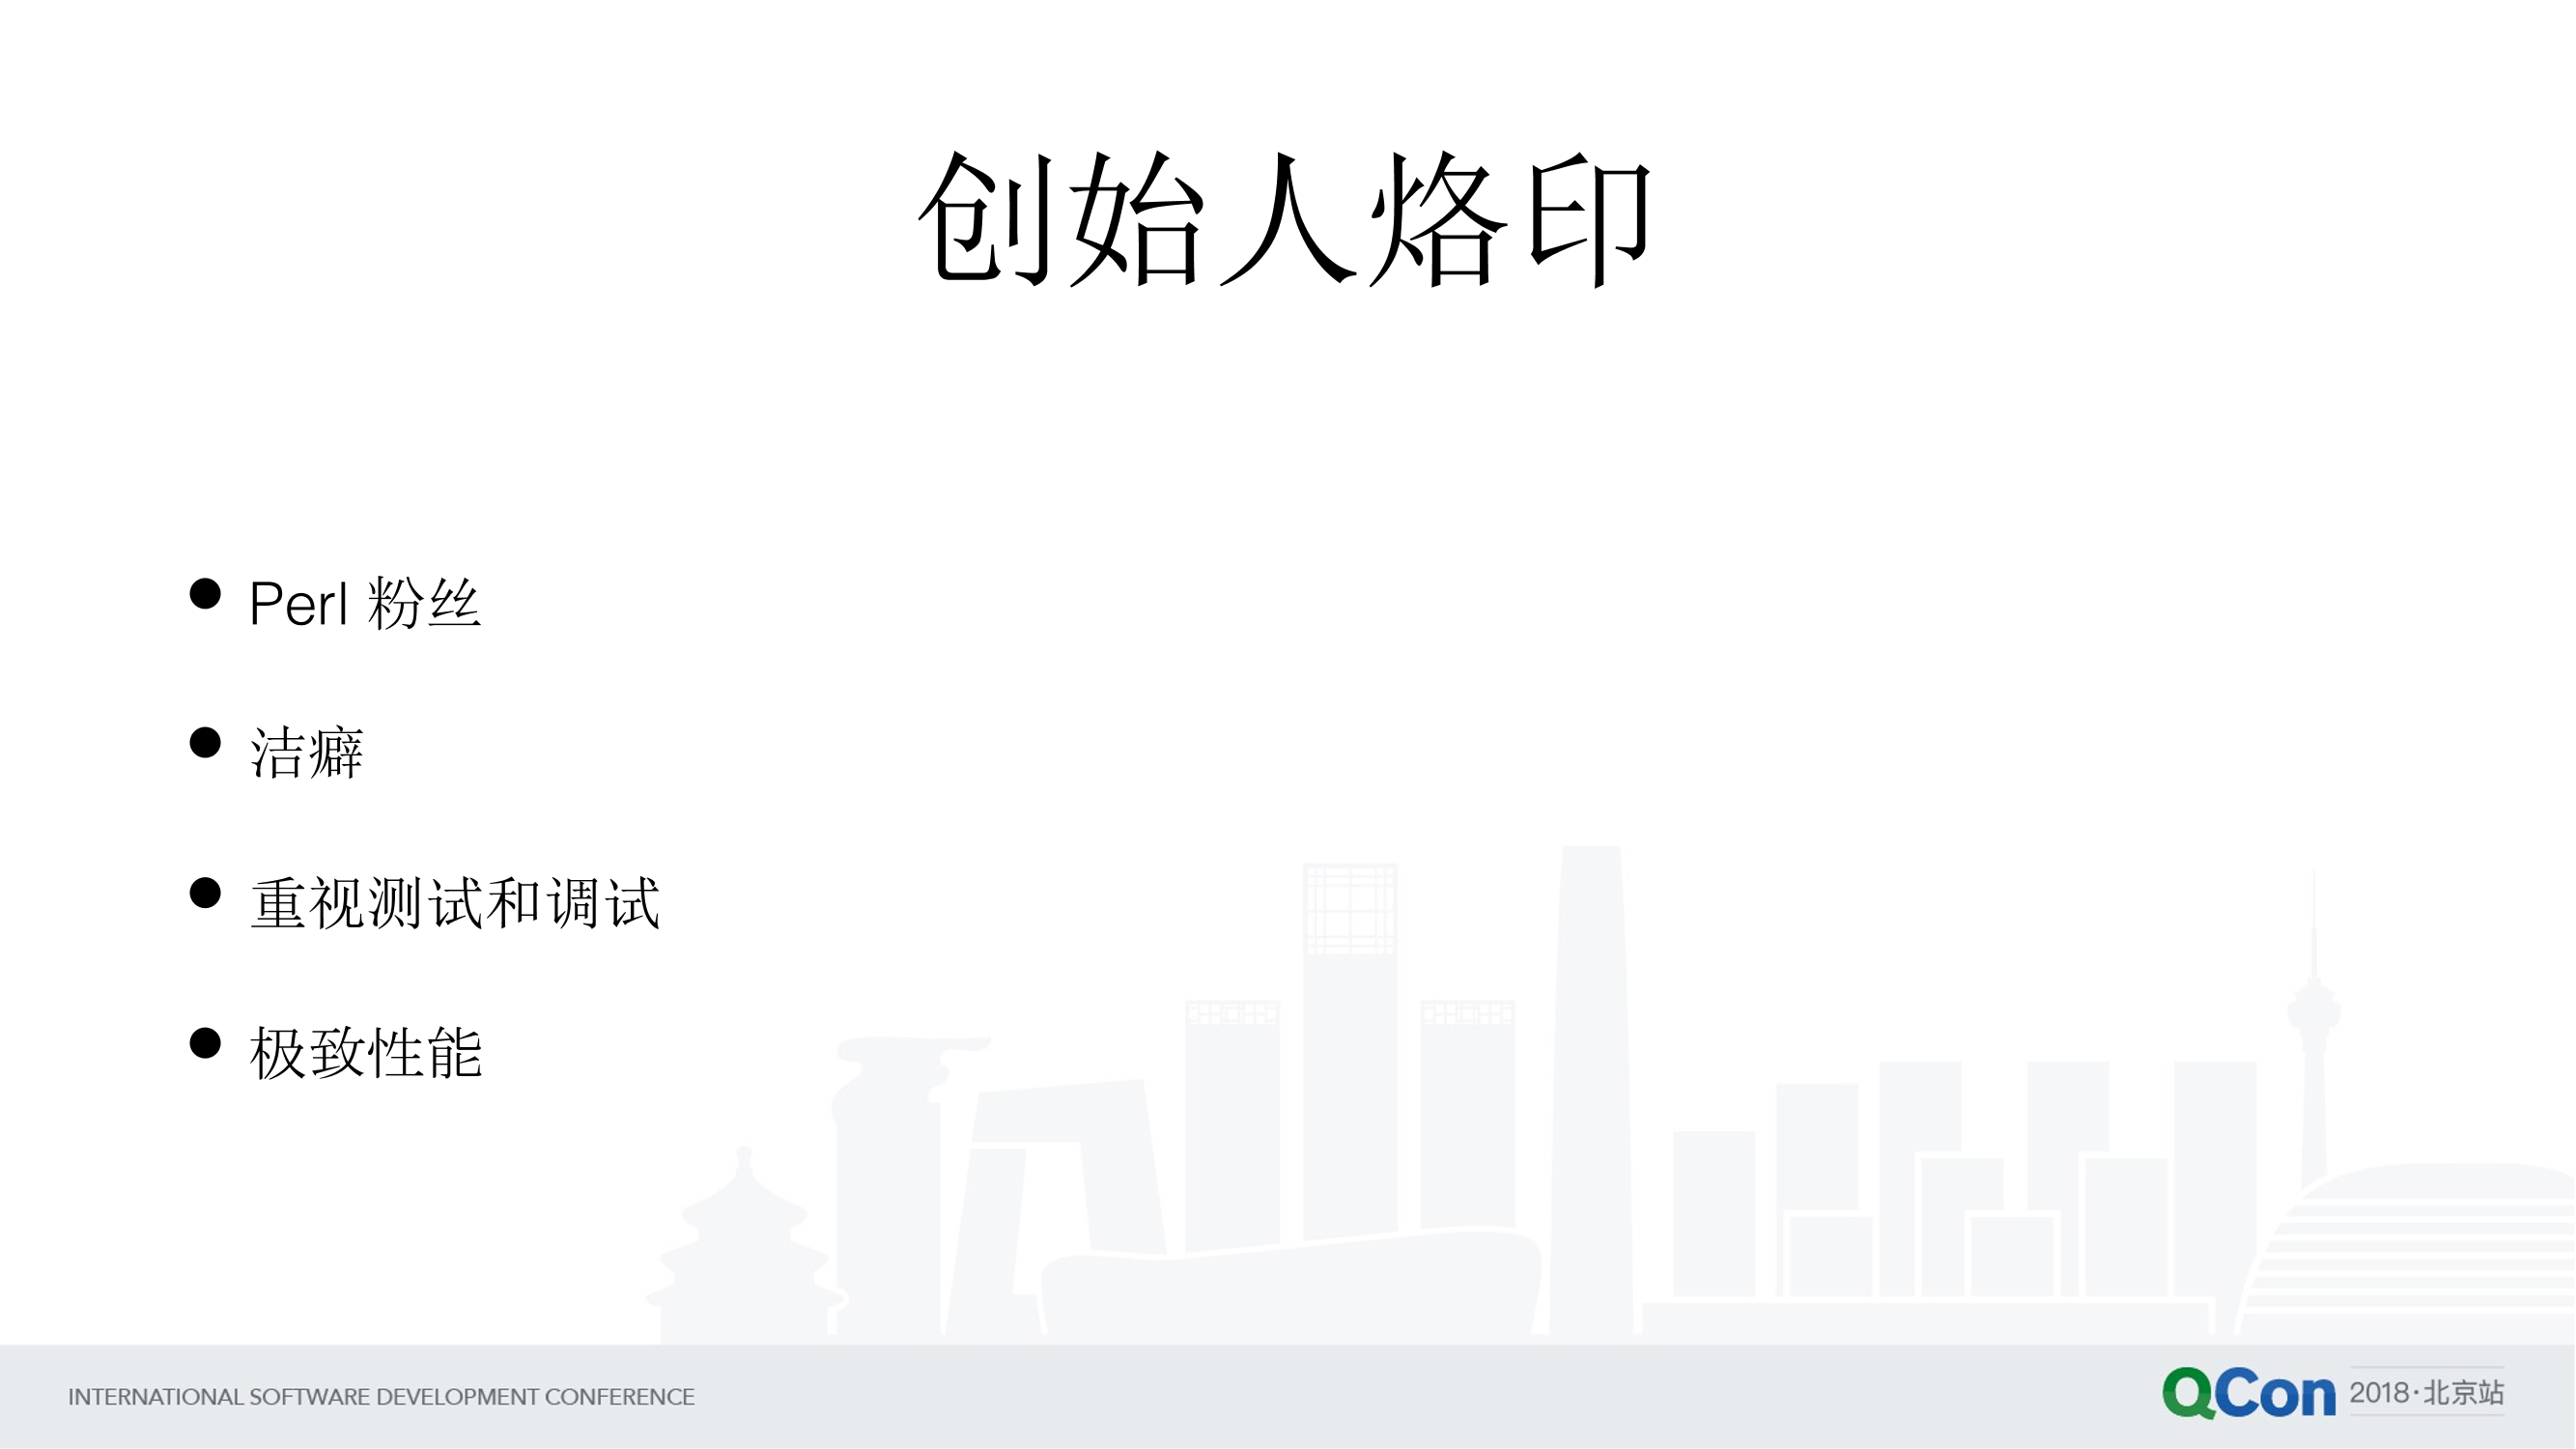 创始人烙印
Perl 粉丝
洁癖
重视测试和调试
极致性能
INTERNATIONAL SOFTWARE DEVELOPMENT CONFERENCE
QCon 2018·北京站